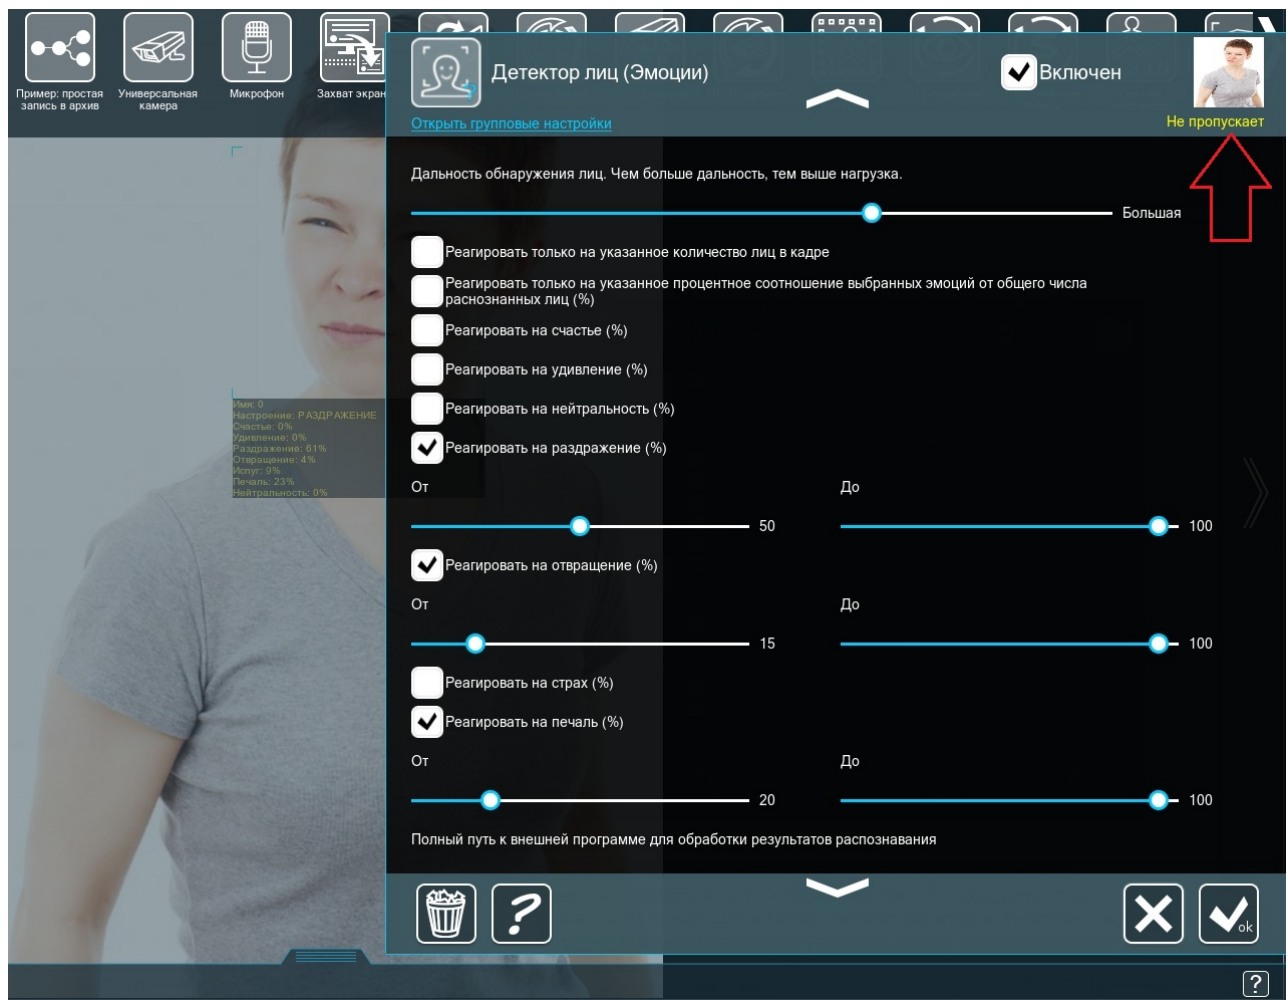 Пример: простая
запись в архив
Универсальная
камера
Микрофон
Захват экран
Детектор лиц (Эмоции)
Включен
Открыть групповые настройки
Не пропускает
Дальность обнаружения лиц. Чем больше дальность, тем выше нагрузка.
Большая
Реагировать только на указанное количество лиц в кадре
Реагировать только на указанное процентное соотношение выбранных эмоций от общего числа
распознанных лиц (%)
Реагировать на счастье (%)
Реагировать на удивление (%)
Реагировать на нейтральность (%)
Реагировать на раздражение (%)
От
До
50
100
Реагировать на отвращение (%)
От
До
15
100
Реагировать на страх (%)
Реагировать на печаль (%)
От
До
20
100
Полный путь к внешней программе для обработки результатов распознавания
Имя: 0
Настроение: РАЗДРАЖЕНИЕ
Счастье: 0%
Удивление: 0%
Раздражение: 61%
Отвращение: 4%
Испуг: 9%
Печаль: 23%
Нейтральность: 0%
?
ok
?